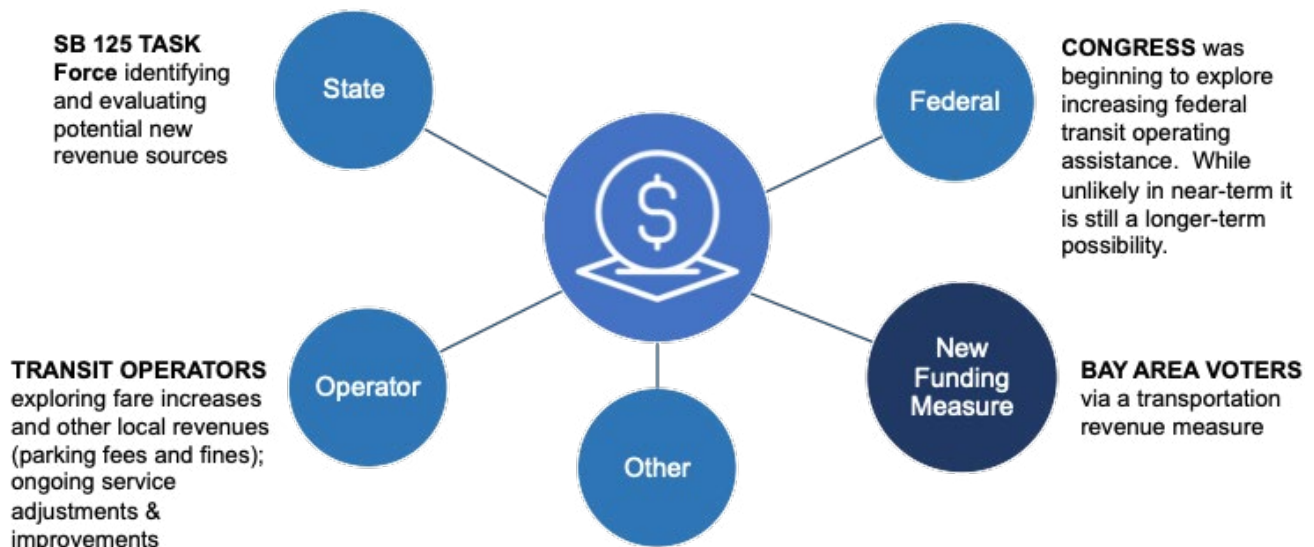 SB 125 TASK
Force identifying
and evaluating
potential new
revenue sources
State
$
Federal
CONGRESS was
beginning to explore
increasing federal
transit operating
assistance.  While
unlikely in near-term it
is still a longer-term
possibility.
TRANSIT OPERATORS
exploring fare increases
and other local revenues
(parking fees and fines);
ongoing service
adjustments &
improvements
Operator
Other
New
Funding
Measure
BAY AREA VOTERS
via a transportation
revenue measure